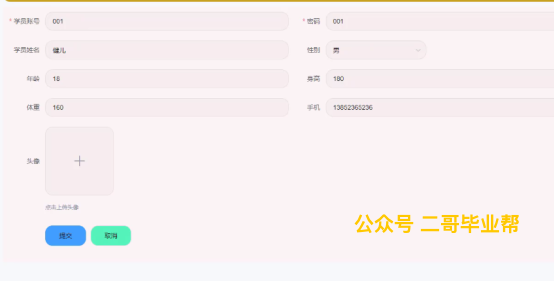 * 学员账号 001 * 密码 001
学员姓名 健儿 性别 男
年龄 18 身高 180
体重 160 手机 13852365236
头像
点击上传头像
公众号 二哥毕业帮
提交 取消